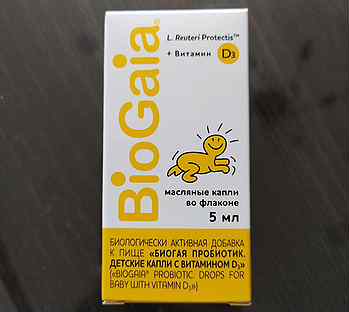 BioGaia®
L. Reuteri Protectis™
+ Витамин D₃
масляные капли
во флаконе
5 мл
БИОЛОГИЧЕСКИ АКТИВНАЯ ДОБАВКА
К ПИЩЕ «БИОГАЯ ПРОБИОТИК.
ДЕТСКИЕ КАПЛИ С ВИТАМИНОМ D₃»
(«BIOGAIA® PROBIOTIC. DROPS FOR
BABY WITH VITAMIN D₃»)